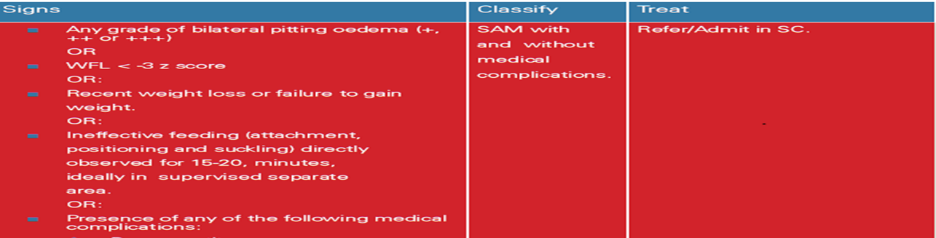 Signs
Classify
Treat
Any grade of bilateral pitting oedema (+,
++ or +++)
OR
WFL < -3 z score
OR:
Recent weight loss or failure to gain
weight.
OR:
Ineffective feeding (attachment,
positioning and suckling) directly
observed for 15-20, minutes,
ideally in supervised separate
area.
OR:
Presence of any of the following medical
complications:
SAM with
and without
medical
complications.
Refer/Admit in SC.